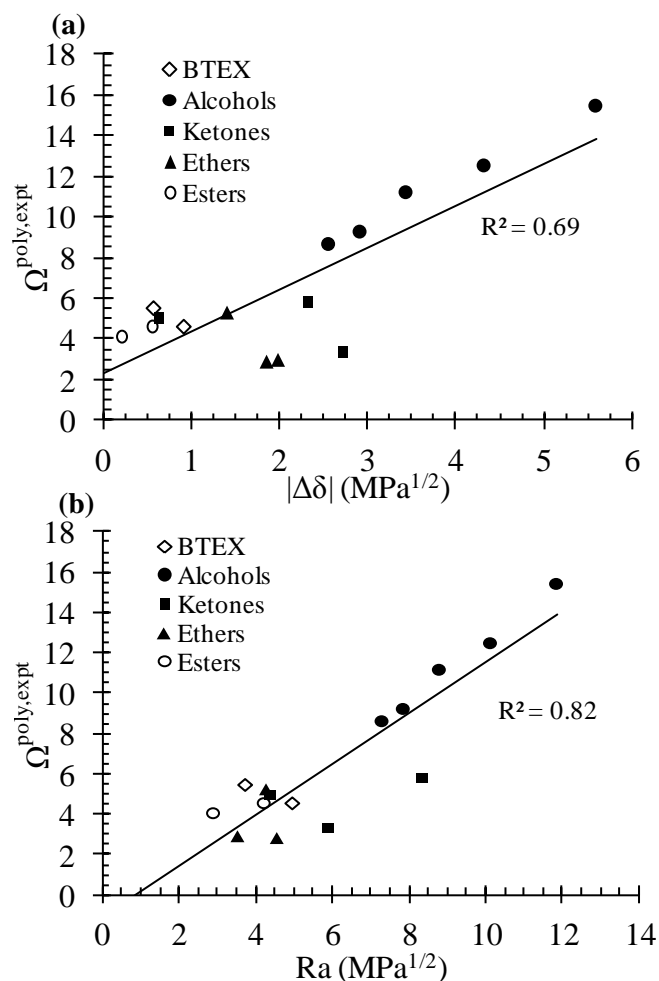 (a)
BTEX
Alcohols
Ketones
Ethers
Esters
18
16
14
12
10
8
6
4
2
0
Ω^poly,expt
R² = 0.69
0 1 2 3 4 5 6
|Δδ| (MPa^1/2)
(b)
BTEX
Alcohols
Ketones
Ethers
Esters
18
16
14
12
10
8
6
4
2
0
Ω^poly,expt
R² = 0.82
0 2 4 6 8 10 12 14
Ra (MPa^1/2)